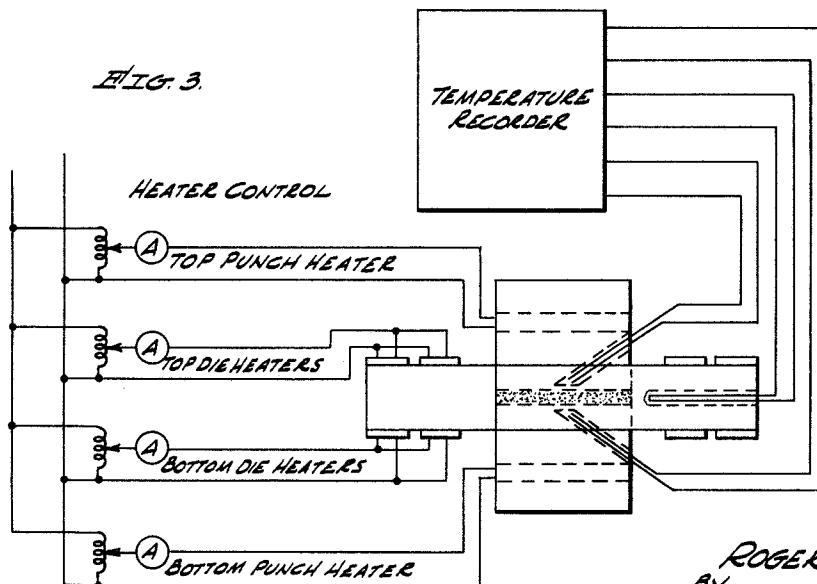 FIG. 3.
TEMPERATURE
RECORDER
HEATER CONTROL
A
TOP PUNCH HEATER
A
TOP DIE HEATERS
A
BOTTOM DIE HEATERS
A
BOTTOM PUNCH HEATER
ROGER
BY